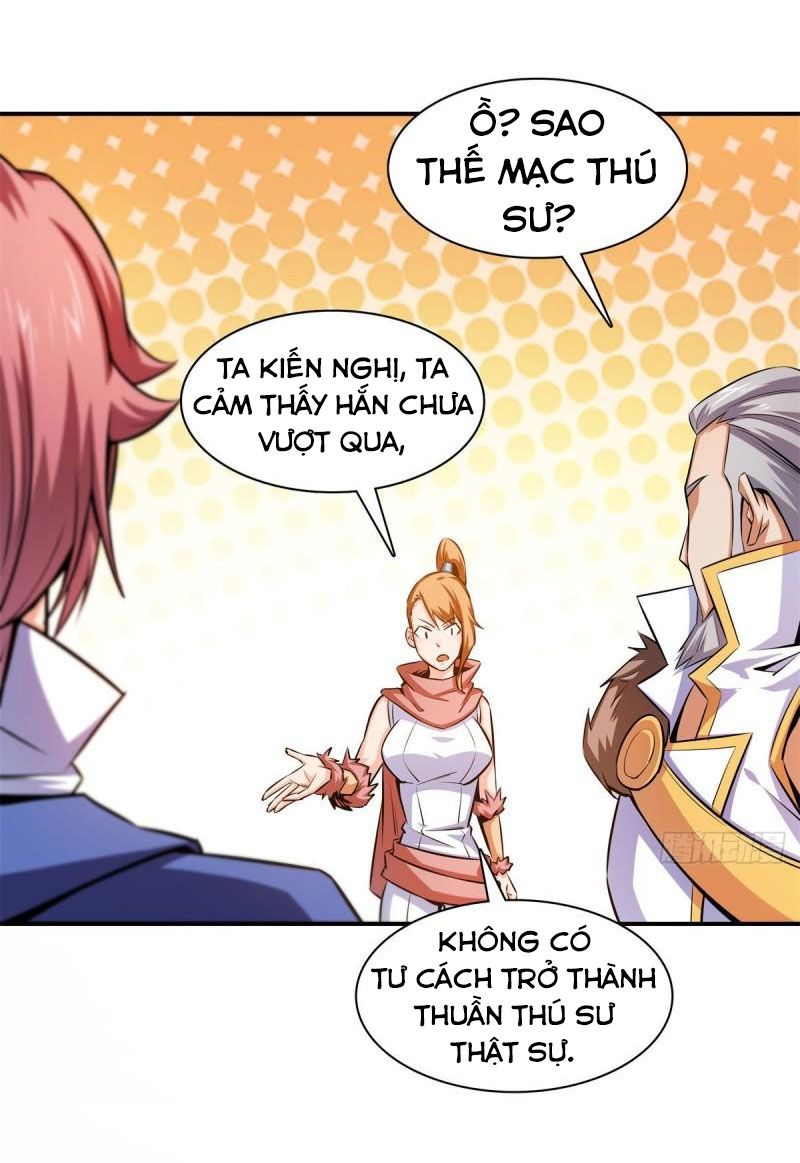 Ồ? SAO
THẾ MẠC THÚ
SƯ?
TA KIẾN NGHỊ, TA
CẢM THẤY HẮN CHƯA
VƯỢT QUA,
KHÔNG CÓ
TƯ CÁCH TRỞ THÀNH
THUẦN THÚ SƯ
THẬT SỰ.